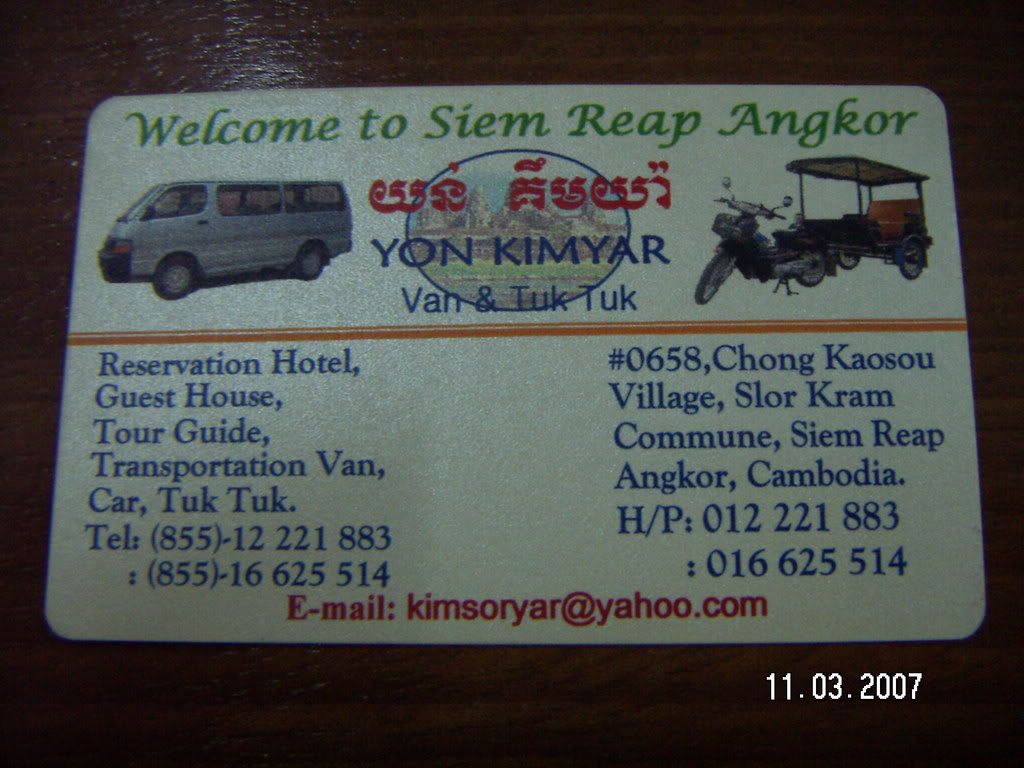 Welcome to Siem Reap Angkor
យន់ គឹមយ៉ា
YON KIMYAR
Van & Tuk Tuk
Reservation Hotel,
Guest House,
Tour Guide,
Transportation Van,
Car, Tuk Tuk.
Tel: (855)-12 221 883
: (855)-16 625 514
#0658,Chong Kaosou
Village, Slor Kram
Commune, Siem Reap
Angkor, Cambodia.
H/P: 012 221 883
: 016 625 514
E-mail: kimsoryar@yahoo.com
11.03.2007